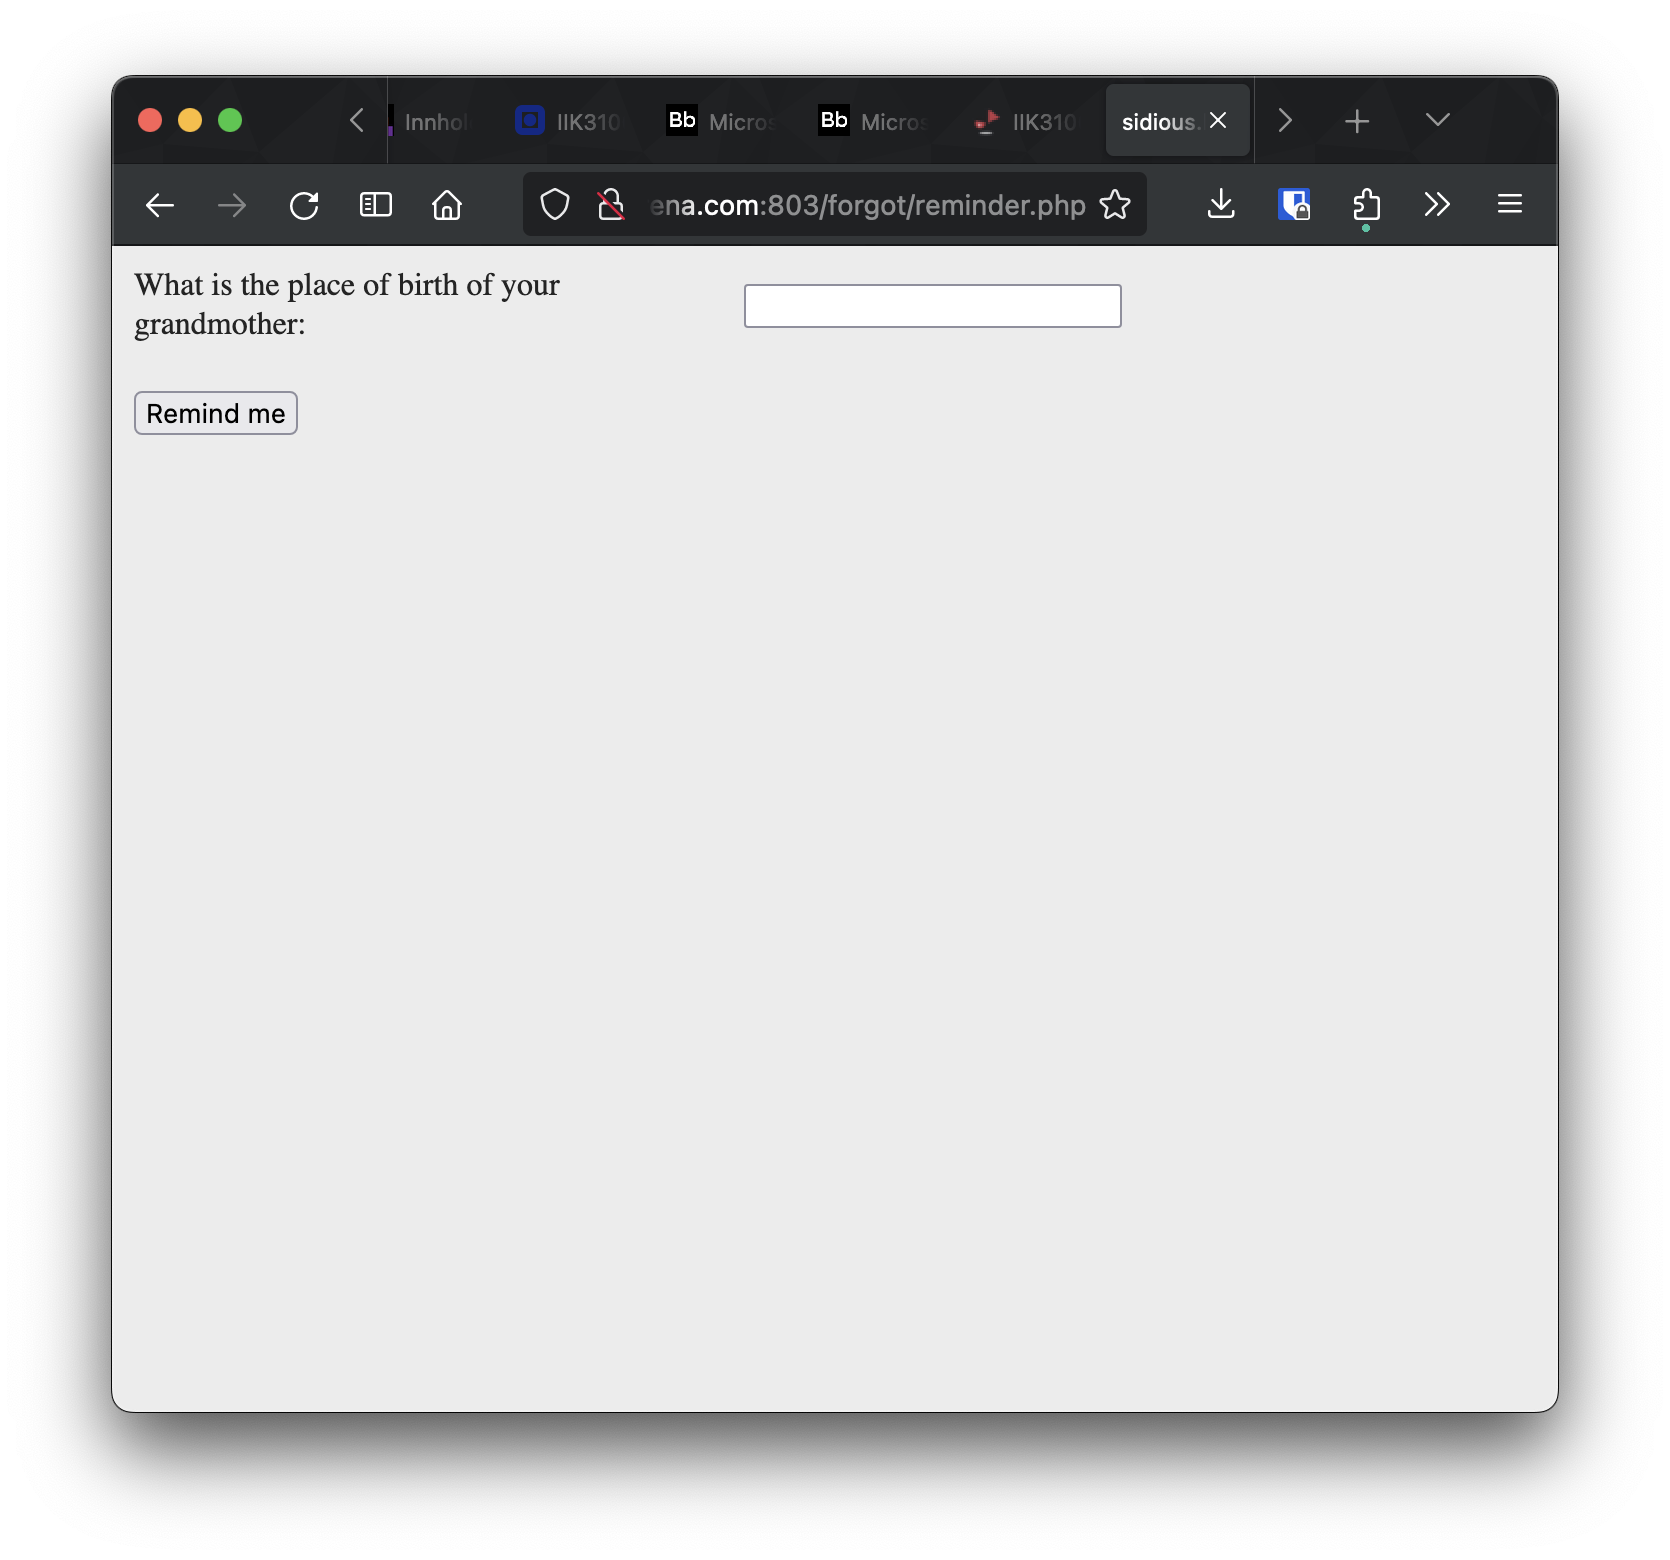 Innhol
IIK310
Bb Micros
Bb Micros
IIK310
sidious.
ena.com:803/forgot/reminder.php
What is the place of birth of your
grandmother:
Remind me